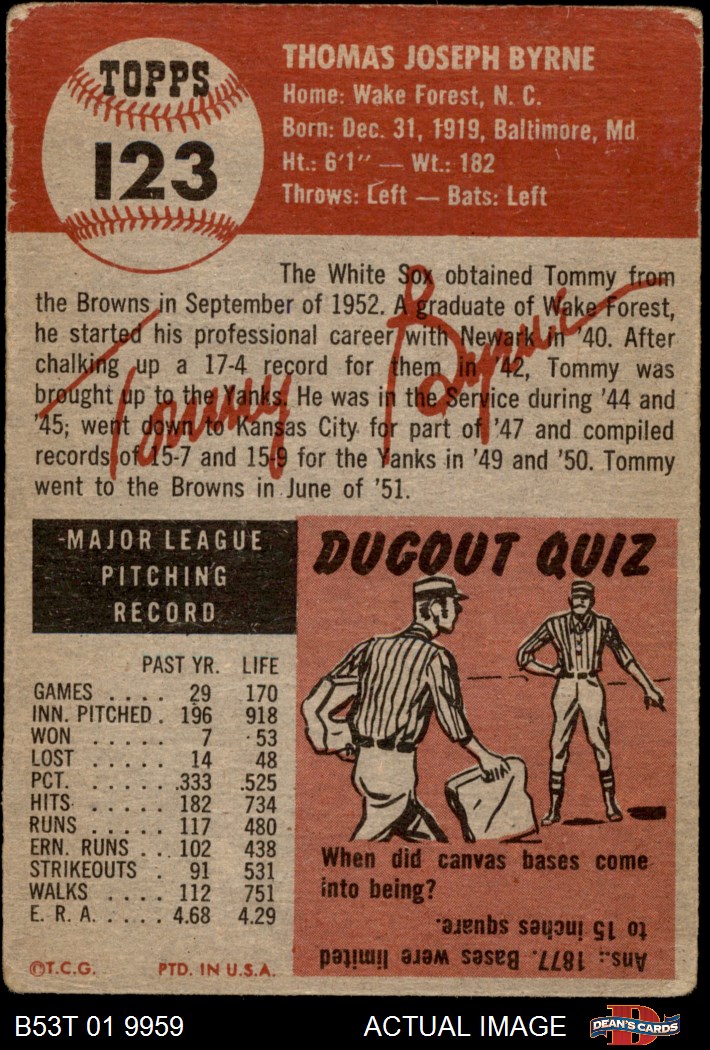 TOPPS
123
THOMAS JOSEPH BYRNE
Home: Wake Forest, N. C.
Born: Dec. 31, 1919, Baltimore, Md.
Ht.: 6'1" — Wt.: 182
Throws: Left — Bats: Left
The White Sox obtained Tommy from
the Browns in September of 1952. A graduate of Wake Forest,
he started his professional career with Newark in '40. After
chalking up a 17-4 record for them in '42, Tommy was
brought up to the Yanks. He was in the Service during '44 and
'45; went down to Kansas City for part of '47 and compiled
records of 15-7 and 15-9 for the Yanks in '49 and '50. Tommy
went to the Browns in June of '51.
Tommy Byrne
MAJOR LEAGUE
PITCHING
RECORD
PAST YR. LIFE
GAMES .... 29 170
INN. PITCHED . 196 918
WON ..... 7 53
LOST ..... 14 48
PCT. ...... .333 .525
HITS ...... 182 734
RUNS ..... 117 480
ERN. RUNS ... 102 438
STRIKEOUTS . 91 531
WALKS .... 112 751
E. R. A. .... 4.68 4.29
©T.C.G. PTD. IN U.S.A.
DUGOUT QUIZ
When did canvas bases come
into being?
Ans.: 1877. Bases were limited
to 15 inches square.
B53T 01 9959
ACTUAL IMAGE
D
DEAN'S CARDS